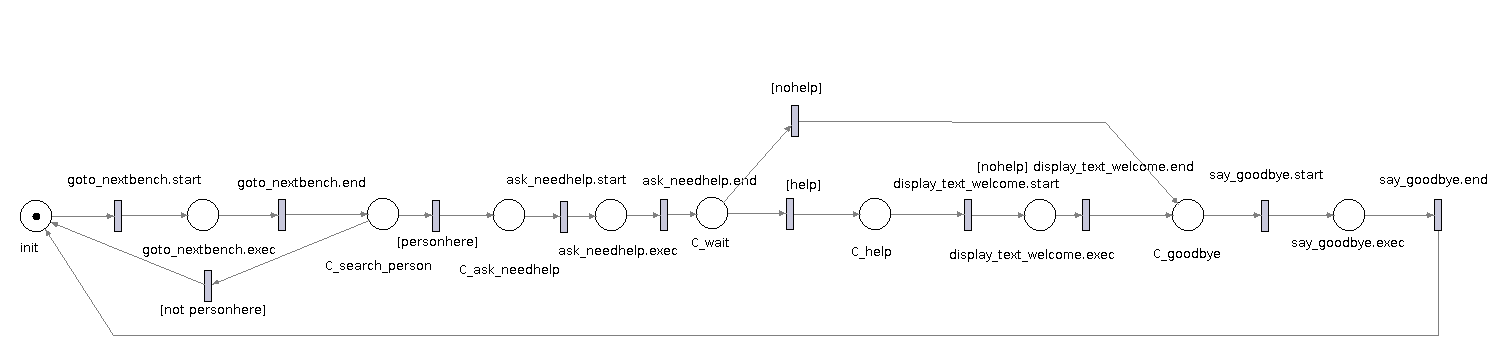 [nohelp]
[nohelp] display_text_welcome.end
goto_nextbench.start
goto_nextbench.end
ask_needhelp.start
ask_needhelp.end
[help]
display_text_welcome.start
say_goodbye.start
say_goodbye.end
init
goto_nextbench.exec
[personhere]
C_search_person
C_ask_needhelp
ask_needhelp.exec
C_wait
C_help
display_text_welcome.exec
C_goodbye
say_goodbye.exec
[not personhere]